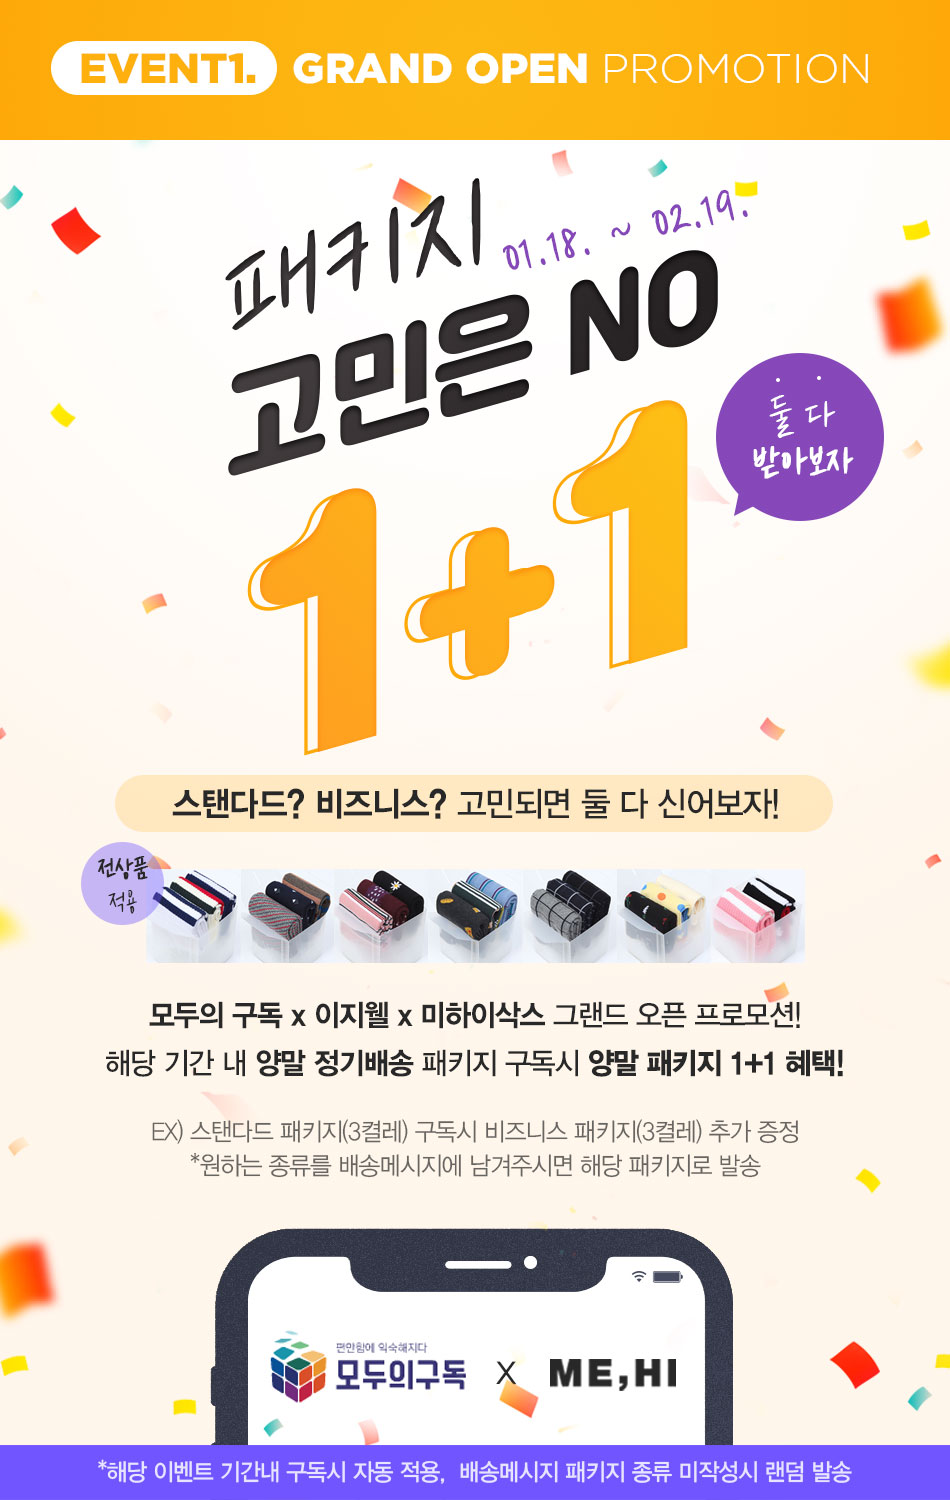 EVENT1. GRAND OPEN PROMOTION
패키지 01.18. ~ 02.19.
고민은 NO
둘 다
받아보자
1+1
스탠다드? 비즈니스? 고민되면 둘 다 신어보자!
전상품
적용
모두의 구독 x 이지웰 x 미하이삭스 그랜드 오픈 프로모션!
해당 기간 내 양말 정기배송 패키지 구독시 양말 패키지 1+1 혜택!
EX) 스탠다드 패키지(3켤레) 구독시 비즈니스 패키지(3켤레) 추가 증정
*원하는 종류를 배송메시지에 남겨주시면 해당 패키지로 발송
편안함에 익숙해지다
모두의구독 X ME,HI
*해당 이벤트 기간내 구독시 자동 적용, 배송메시지 패키지 종류 미작성시 랜덤 발송